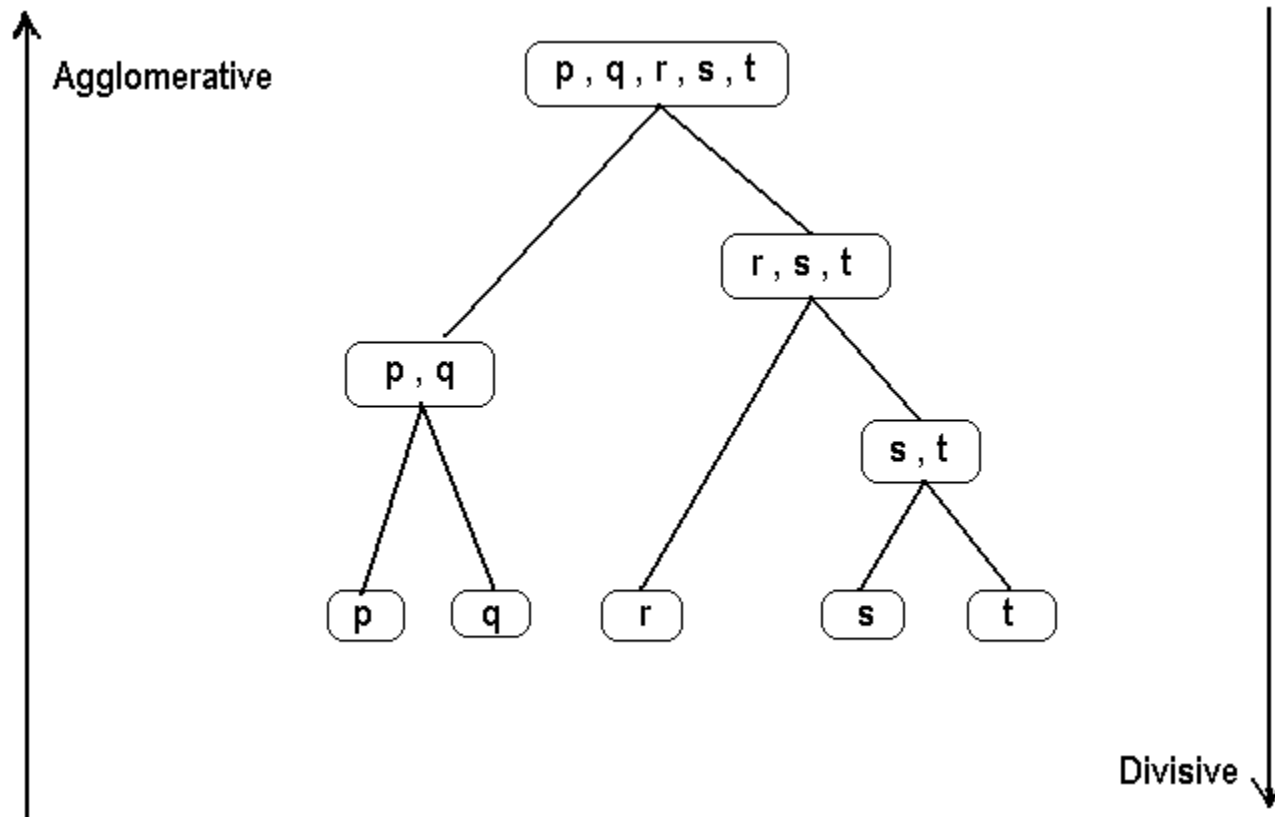 Agglomerative
p , q , r , s , t
r , s , t
p , q
s , t
p
q
r
s
t
Divisive